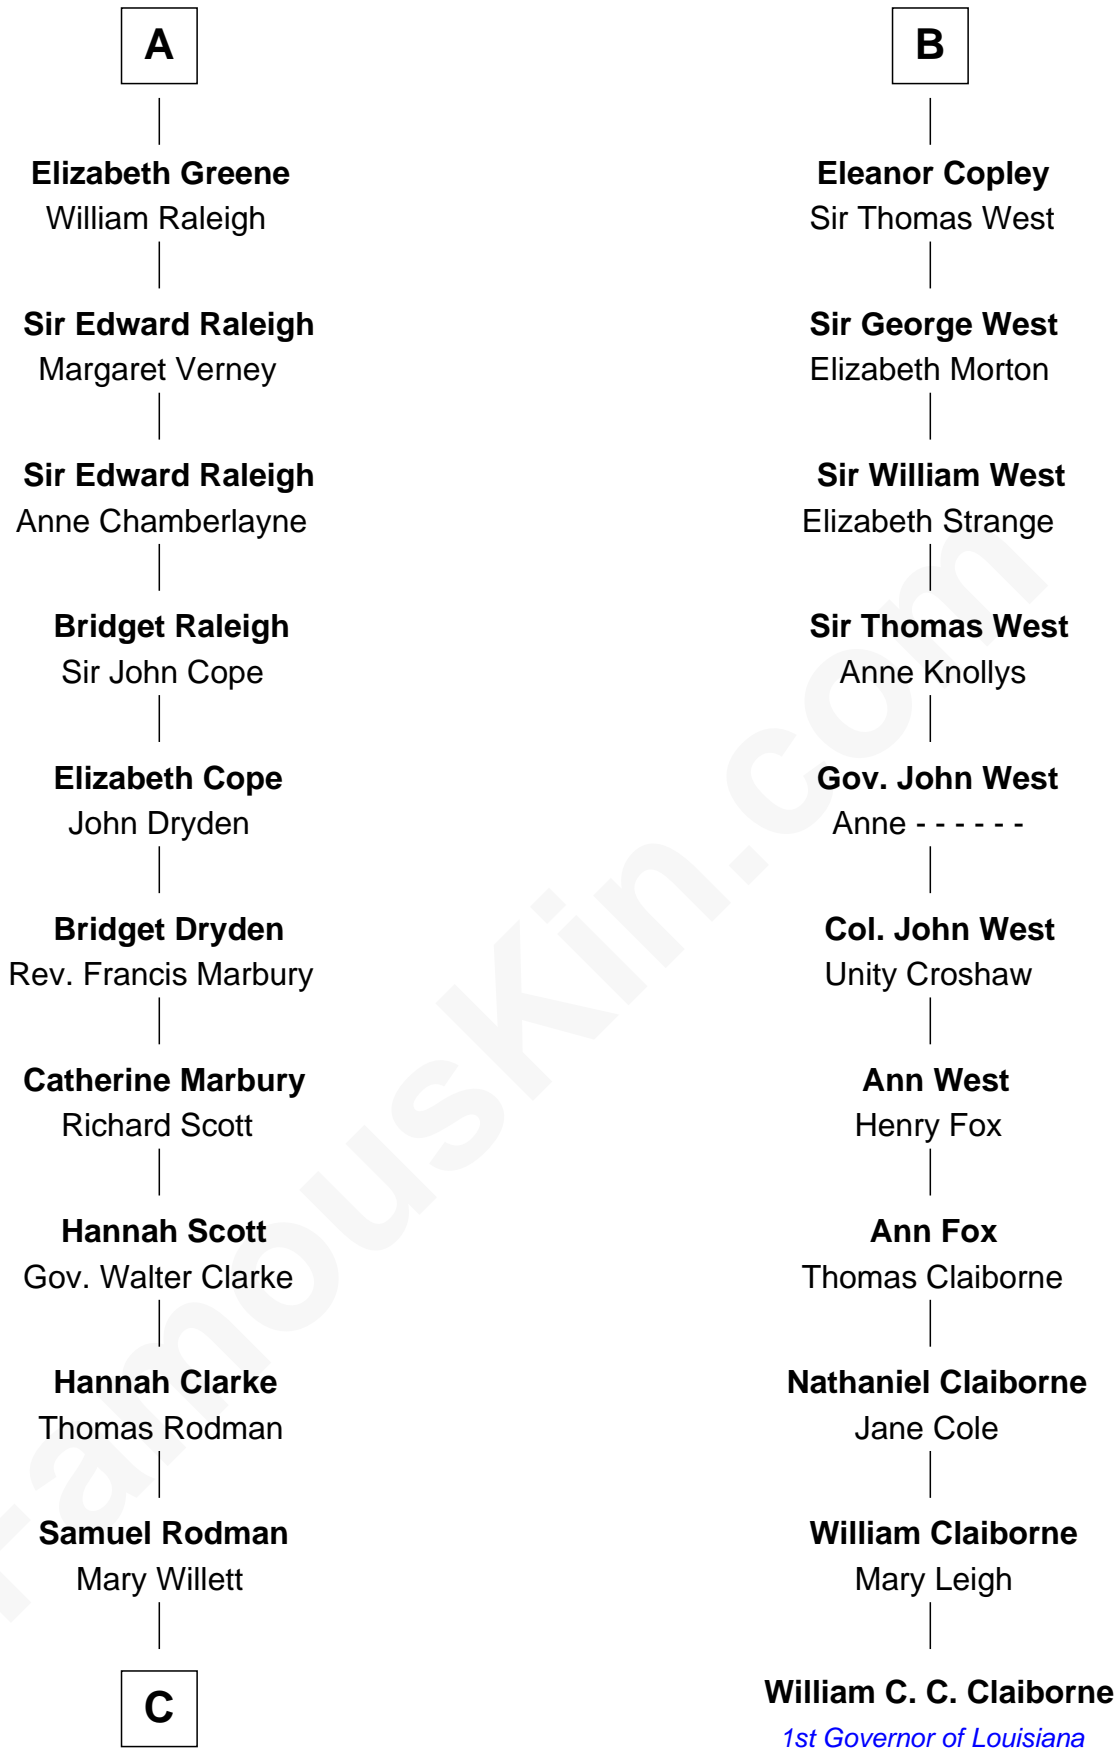 A
Elizabeth Greene
William Raleigh
Sir Edward Raleigh
Margaret Verney
Sir Edward Raleigh
Anne Chamberlayne
Bridget Raleigh
Sir John Cope
Elizabeth Cope
John Dryden
Bridget Dryden
Rev. Francis Marbury
Catherine Marbury
Richard Scott
Hannah Scott
Gov. Walter Clarke
Hannah Clarke
Thomas Rodman
Samuel Rodman
Mary Willett
C
B
Eleanor Copley
Sir Thomas West
Sir George West
Elizabeth Morton
Sir William West
Elizabeth Strange
Sir Thomas West
Anne Knollys
Gov. John West
Anne - - - - - -
Col. John West
Unity Croshaw
Ann West
Henry Fox
Ann Fox
Thomas Claiborne
Nathaniel Claiborne
Jane Cole
William Claiborne
Mary Leigh
William C. C. Claiborne
1st Governor of Louisiana
FamousKin.com